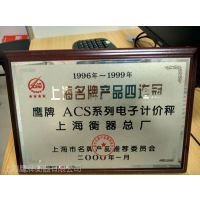 1996年-1999年
上海名牌产品四连冠
鹰牌 ACS系列电子计价秤
上海衡器总厂
上海市名牌产品推荐委员会
二000年一月